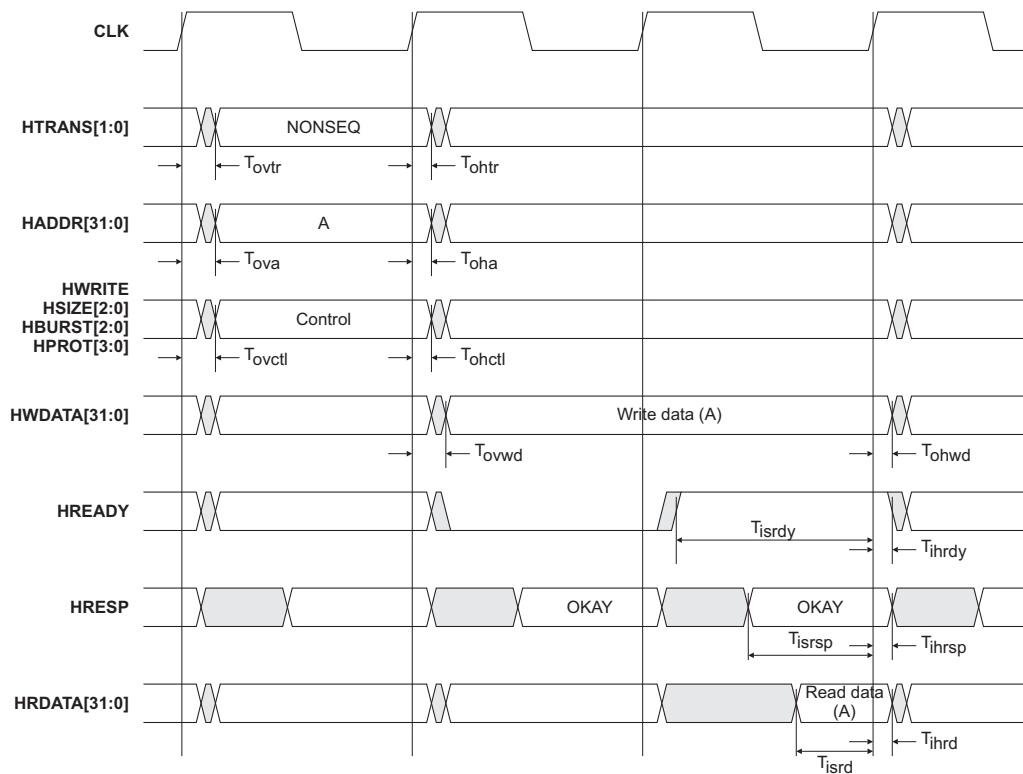 CLK
HTRANS[1:0]
NONSEQ
Tovtr
Tohtr
HADDR[31:0]
A
Tova
Toha
HWRITE
HSIZE[2:0]
HBURST[2:0]
HPROT[3:0]
Control
Tovctl
Tohctl
HWDATA[31:0]
Write data (A)
Tovwd
Tohwd
HREADY
Tisrdy
Tihrdy
HRESP
OKAY
OKAY
Tisrsp
Tihrsp
HRDATA[31:0]
Read data
(A)
Tihrd
Tisrd